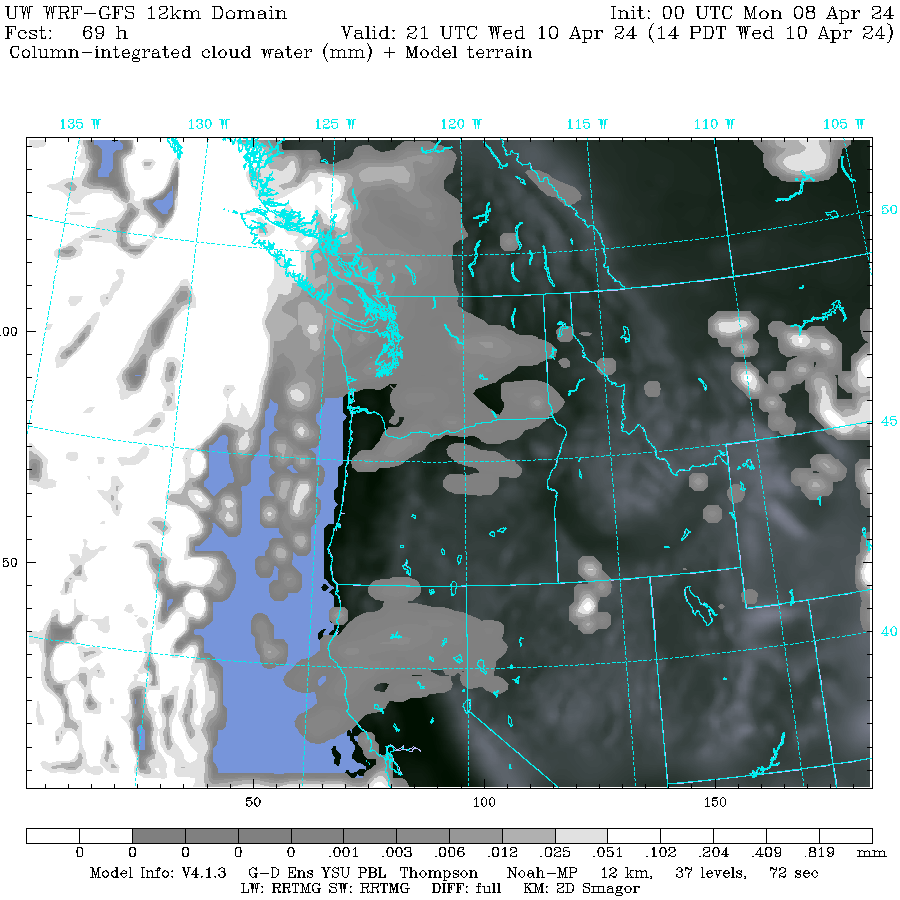 UW WRF-GFS 12km Domain Init: 00 UTC Mon 08 Apr 24
Fcst: 69 h Valid: 21 UTC Wed 10 Apr 24 (14 PDT Wed 10 Apr 24)
Column-integrated cloud water (mm) + Model terrain
135 W 130 W 125 W 120 W 115 W 110 W 105 W
50
00
45
50
40
50 100 150
0 0 0 0 .001 .003 .006 .012 .025 .051 .102 .204 .409 .819 mm
Model Info: V4.1.3 G-D Ens YSU PBL Thompson Noah-MP 12 km, 37 levels, 72 sec
LW: RRTMG SW: RRTMG DIFF: full KM: 2D Smagor